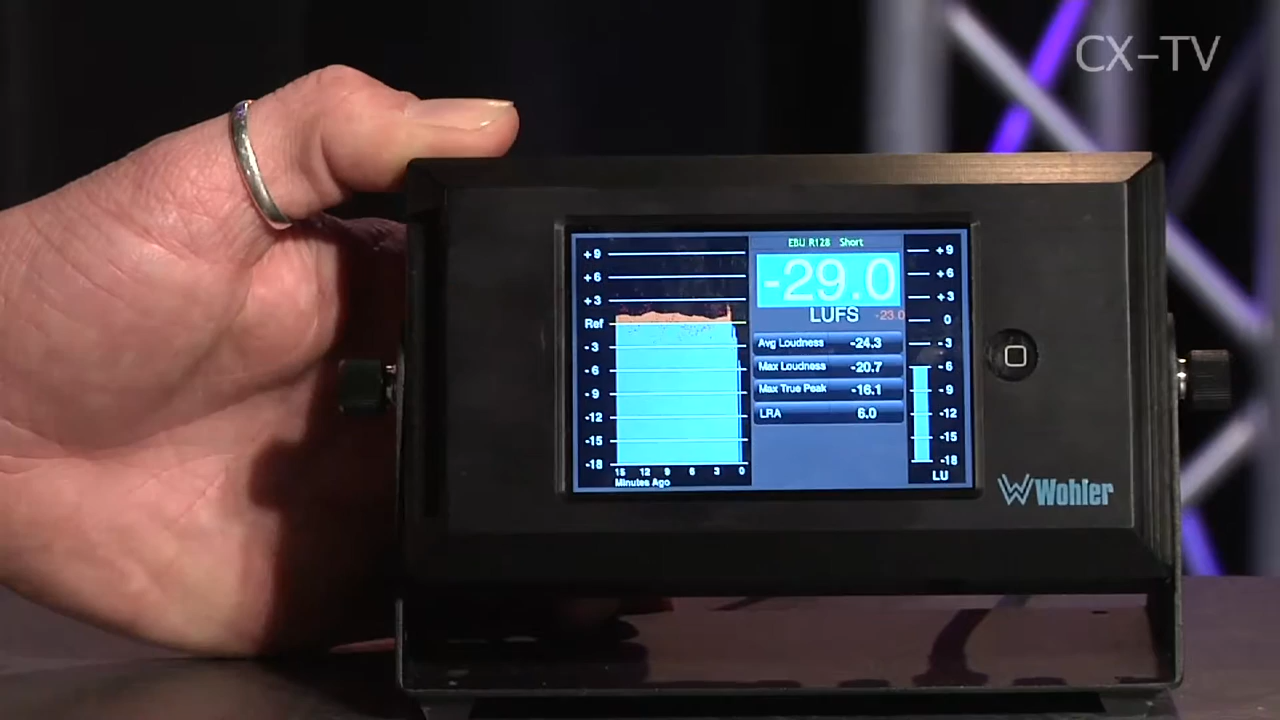 CX-TV
EBU R128 Short
-29.0
LUFS -23.0
Avg Loudness -24.3
Max Loudness -20.7
Max True Peak -16.1
LRA 6.0
+9
+6
+3
Ref
-3
-6
-9
-12
-15
-18
15 12 9 6 3 0
Minutes Ago
+9
+6
+3
0
-3
-6
-9
-12
-15
-18
LU
Wohler